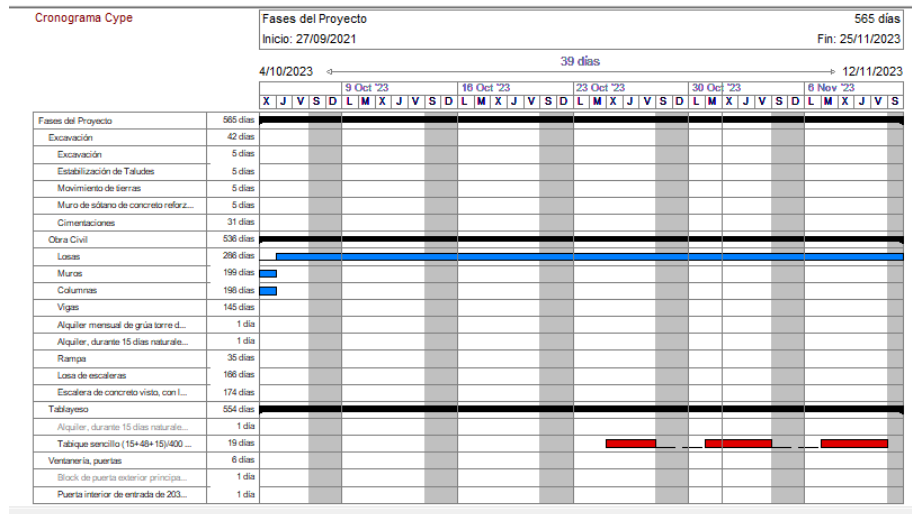 Cronograma Cype
Fases del Proyecto 565 días
Inicio: 27/09/2021 Fin: 25/11/2023
39 días
4/10/2023 12/11/2023
9 Oct '23 16 Oct '23 23 Oct '23 30 Oct '23 6 Nov '23
X J V S D L M X J V S D L M X J V S D L M X J V S D L M X J V S D L M X J V S
Fases del Proyecto 565 días
Excavación 42 días
Excavación 5 días
Estabilización de Taludes 5 días
Movimiento de tierras 5 días
Muro de sótano de concreto reforz... 5 días
Cimentaciones 31 días
Obra Civil 536 días
Losas 286 días
Muros 199 días
Columnas 198 días
Vigas 145 días
Alquiler mensual de grúa torre d... 1 día
Alquiler, durante 15 días naturale... 1 día
Rampa 35 días
Losa de escaleras 166 días
Escalera de concreto visto, con l... 174 días
Tablayeso 554 días
Alquiler, durante 15 días naturale... 1 día
Tabique sencillo (15+48+15)/400 ... 19 días
Ventanería, puertas 6 días
Block de puerta exterior principa... 1 día
Puerta interior de entrada de 203... 1 día